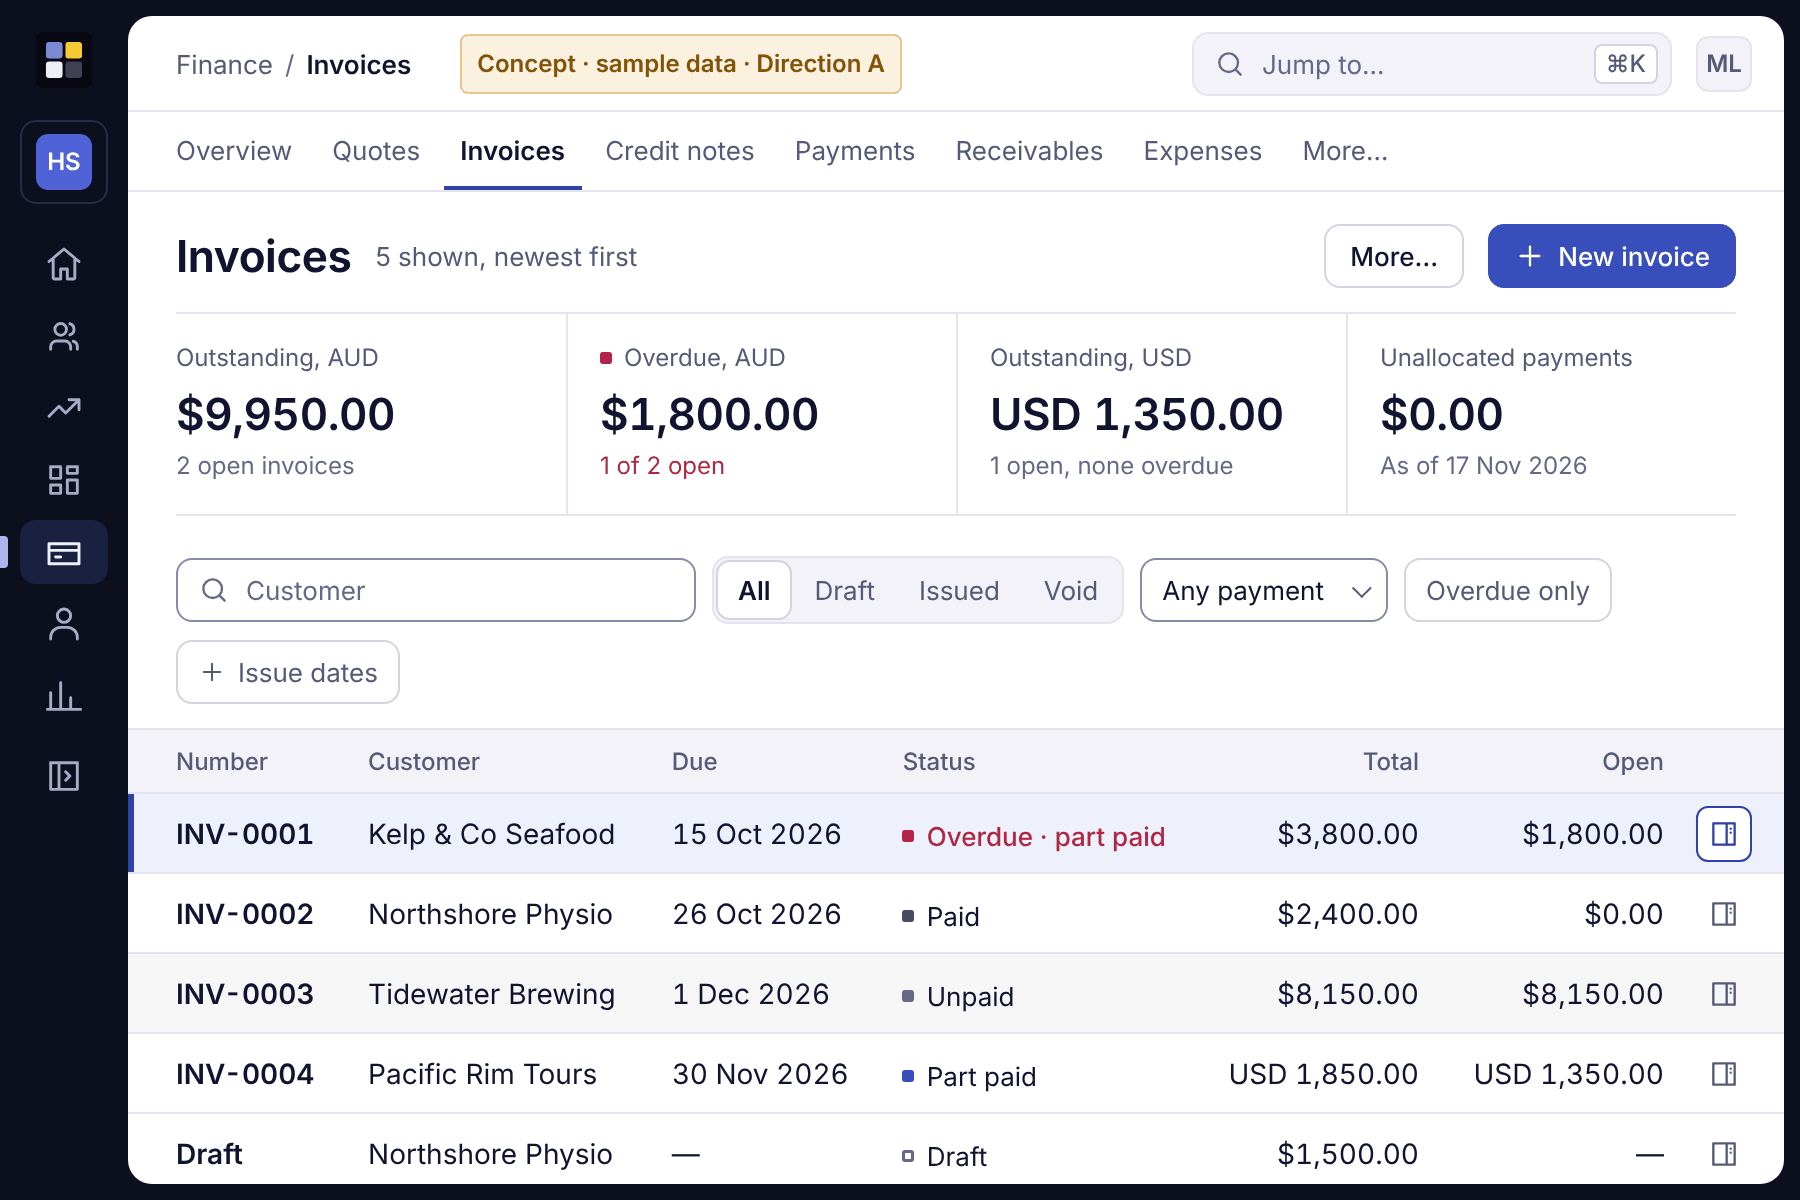 Finance / Invoices
Concept · sample data · Direction A
Jump to...
⌘K
ML
HS
Overview Quotes Invoices Credit notes Payments Receivables Expenses More...
Invoices 5 shown, newest first
More...
+ New invoice
Outstanding, AUD
$9,950.00
2 open invoices
Overdue, AUD
$1,800.00
1 of 2 open
Outstanding, USD
USD 1,350.00
1 open, none overdue
Unallocated payments
$0.00
As of 17 Nov 2026
Customer
All Draft Issued Void
Any payment
Overdue only
+ Issue dates
Number Customer Due Status Total Open
INV-0001 Kelp & Co Seafood 15 Oct 2026 Overdue · part paid $3,800.00 $1,800.00
INV-0002 Northshore Physio 26 Oct 2026 Paid $2,400.00 $0.00
INV-0003 Tidewater Brewing 1 Dec 2026 Unpaid $8,150.00 $8,150.00
INV-0004 Pacific Rim Tours 30 Nov 2026 Part paid USD 1,850.00 USD 1,350.00
Draft Northshore Physio — Draft $1,500.00 —